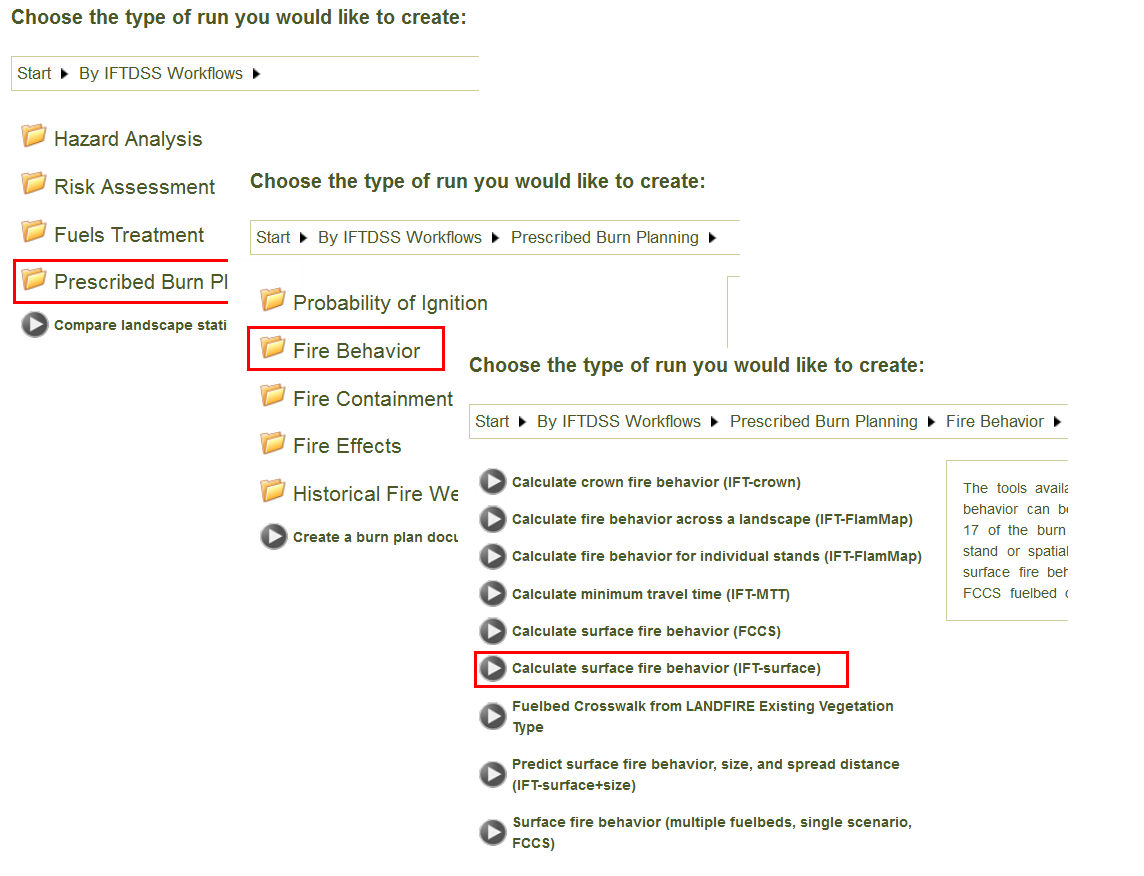 Choose the type of run you would like to create:
Start By IFTDSS Workflows
Hazard Analysis
Risk Assessment
Fuels Treatment
Prescribed Burn Pl
Compare landscape stati
Choose the type of run you would like to create:
Start By IFTDSS Workflows Prescribed Burn Planning
Probability of Ignition
Fire Behavior
Fire Containment
Fire Effects
Historical Fire We
Create a burn plan docu
Choose the type of run you would like to create:
Start By IFTDSS Workflows Prescribed Burn Planning Fire Behavior
Calculate crown fire behavior (IFT-crown)
Calculate fire behavior across a landscape (IFT-FlamMap)
Calculate fire behavior for individual stands (IFT-FlamMap)
Calculate minimum travel time (IFT-MTT)
Calculate surface fire behavior (FCCS)
Calculate surface fire behavior (IFT-surface)
Fuelbed Crosswalk from LANDFIRE Existing Vegetation
Type
Predict surface fire behavior, size, and spread distance
(IFT-surface+size)
Surface fire behavior (multiple fuelbeds, single scenario,
FCCS)
The tools availa
behavior can be
17 of the burn
stand or spatial
surface fire beh
FCCS fuelbed